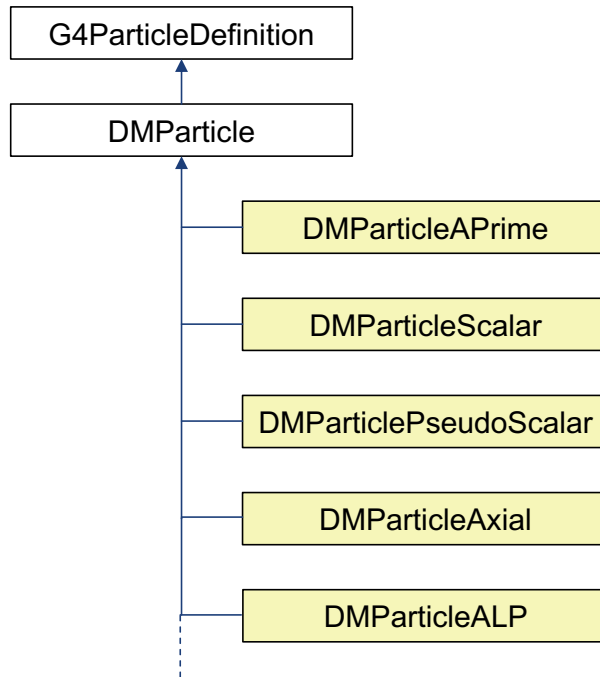 G4ParticleDefinition
DMParticle
DMParticleAPrime
DMParticleScalar
DMParticlePseudoScalar
DMParticleAxial
DMParticleALP